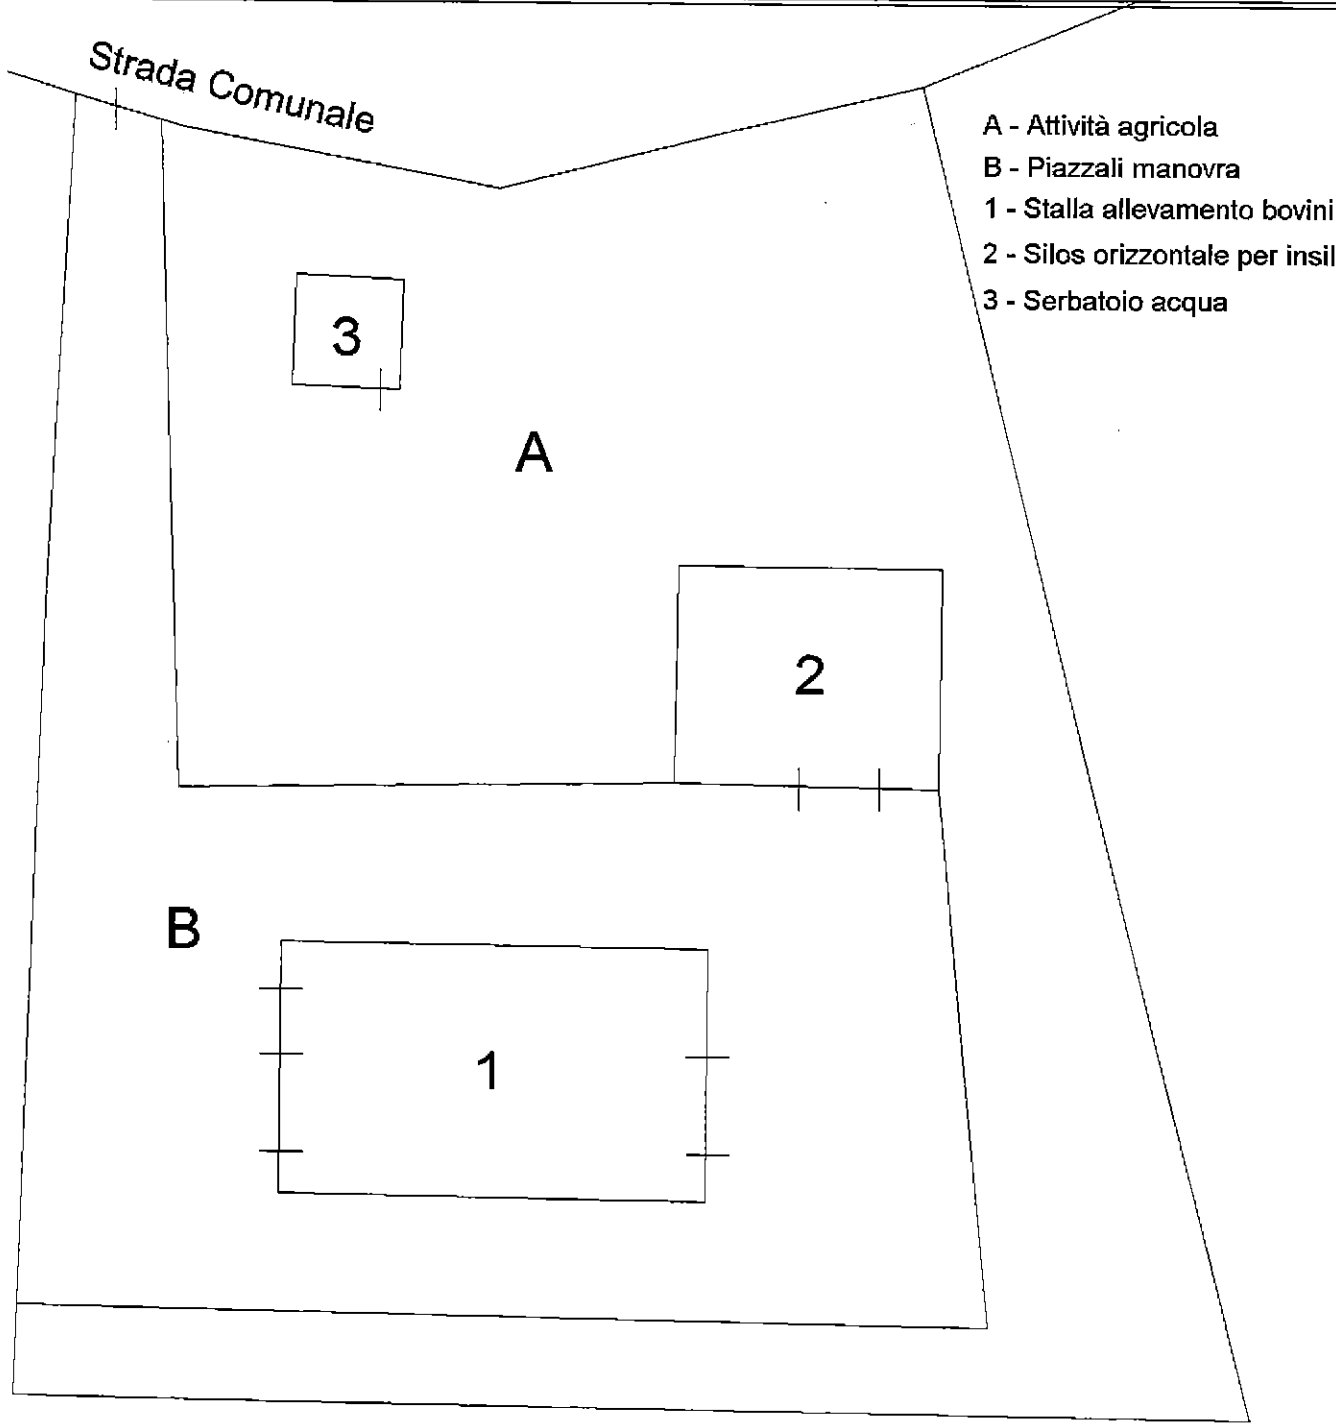 Strada Comunale
A - Attività agricola
B - Piazzali manovra
1 - Stalla allevamento bovini
2 - Silos orizzontale per insil
3 - Serbatoio acqua
3
A
2
B
1